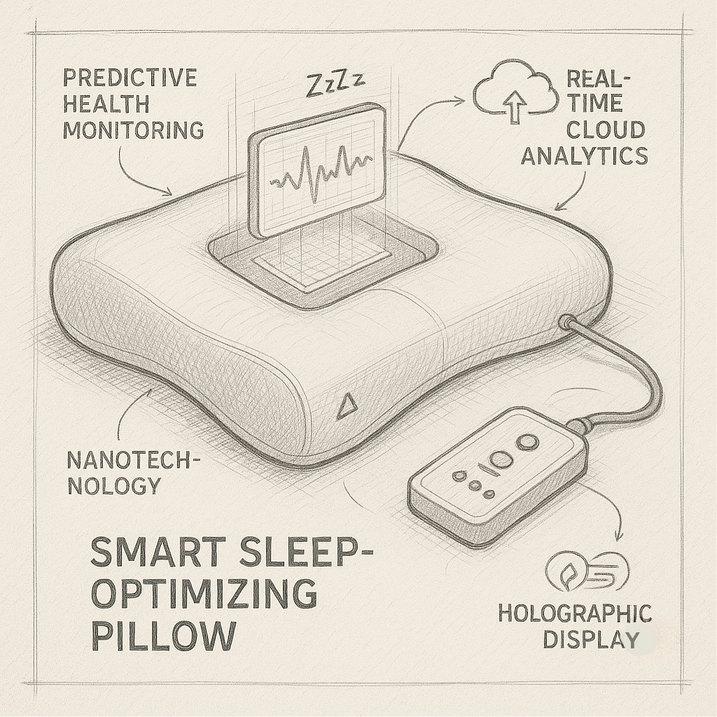 PREDICTIVE
HEALTH
MONITORING
ZZZZ
REAL-
TIME
CLOUD
ANALYTICS
NANOTECH-
NOLOGY
SMART SLEEP-
OPTIMIZING
PILLOW
HOLOGRAPHIC
DISPLAY